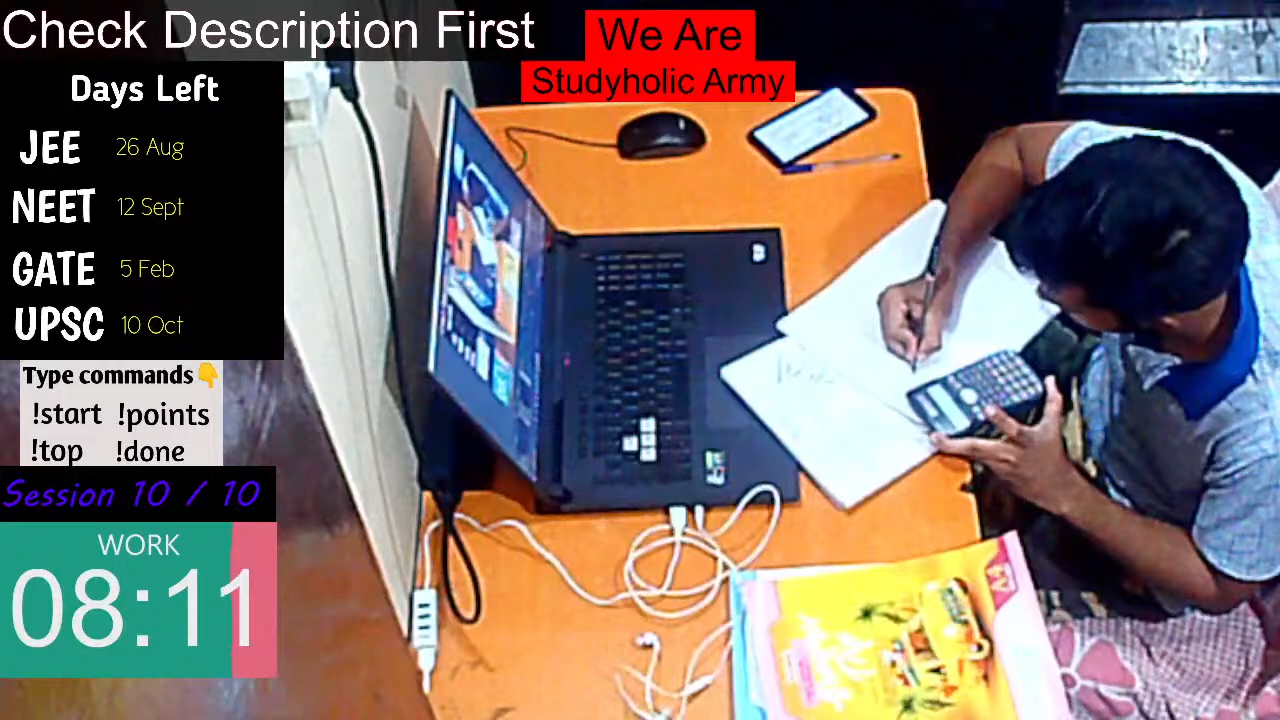 Check Description First
We Are
Studyholic Army
Days Left
JEE 26 Aug
NEET 12 Sept
GATE 5 Feb
UPSC 10 Oct
Type commands👇
!start !points
!top !done
Session 10 / 10
WORK
08:11
A4